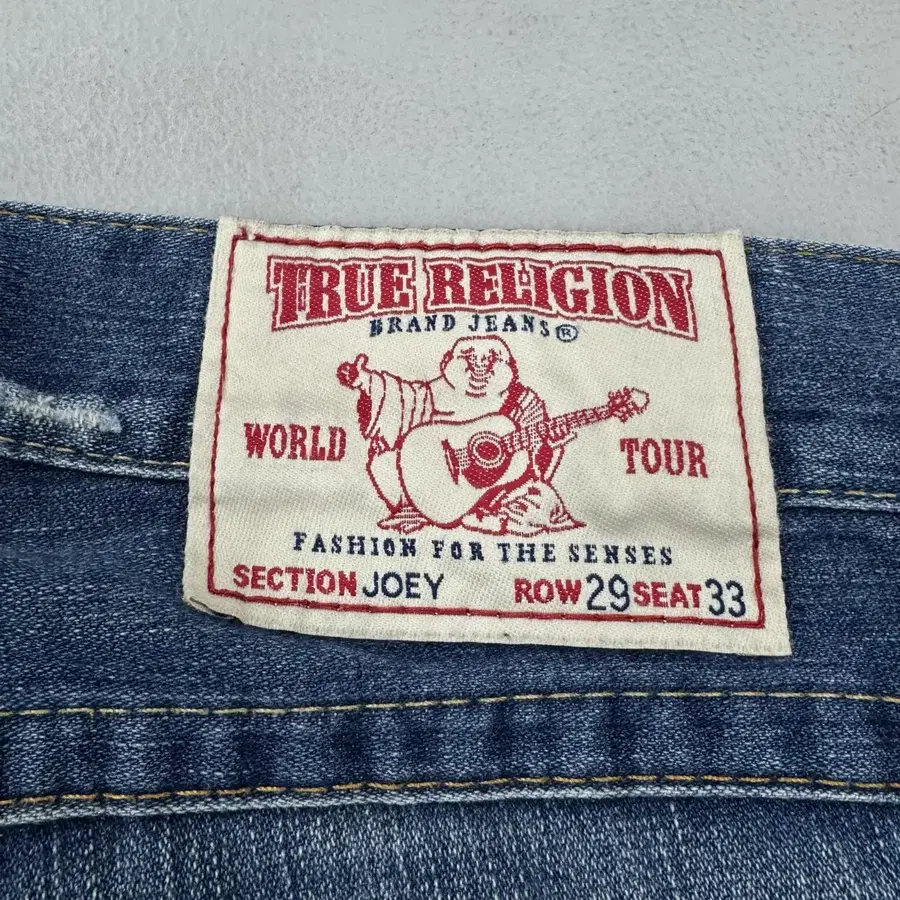 TRUE RELIGION
BRAND JEANS®
WORLD TOUR
FASHION FOR THE SENSES
SECTION JOEY ROW 29 SEAT 33